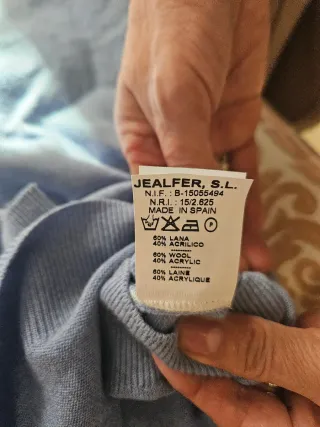 JEALFER, S.L.
N.I.F.: B-15055494
N.R.I.: 15/2.625
MADE IN SPAIN
P
60% LANA
40% ACRILICO
60% WOOL
40% ACRYLIC
60% LAINE
40% ACRYLIQUE